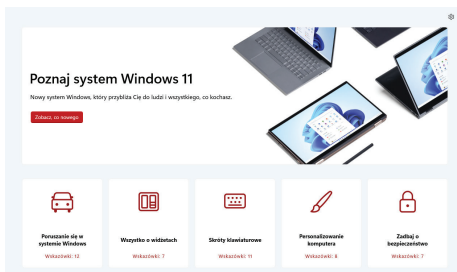 Poznaj system Windows 11
Nowy system Windows, który przybliża Cię do ludzi i wszystkiego, co kochasz.
Zobacz, co nowego
Poruszanie się w
systemie Windows
Wskazówki: 12
Wszystko o widżetach
Wskazówki: 7
Skróty klawiaturowe
Wskazówki: 11
Personalizowanie
komputera
Wskazówki: 8
Zadbaj o
bezpieczeństwo
Wskazówki: 7